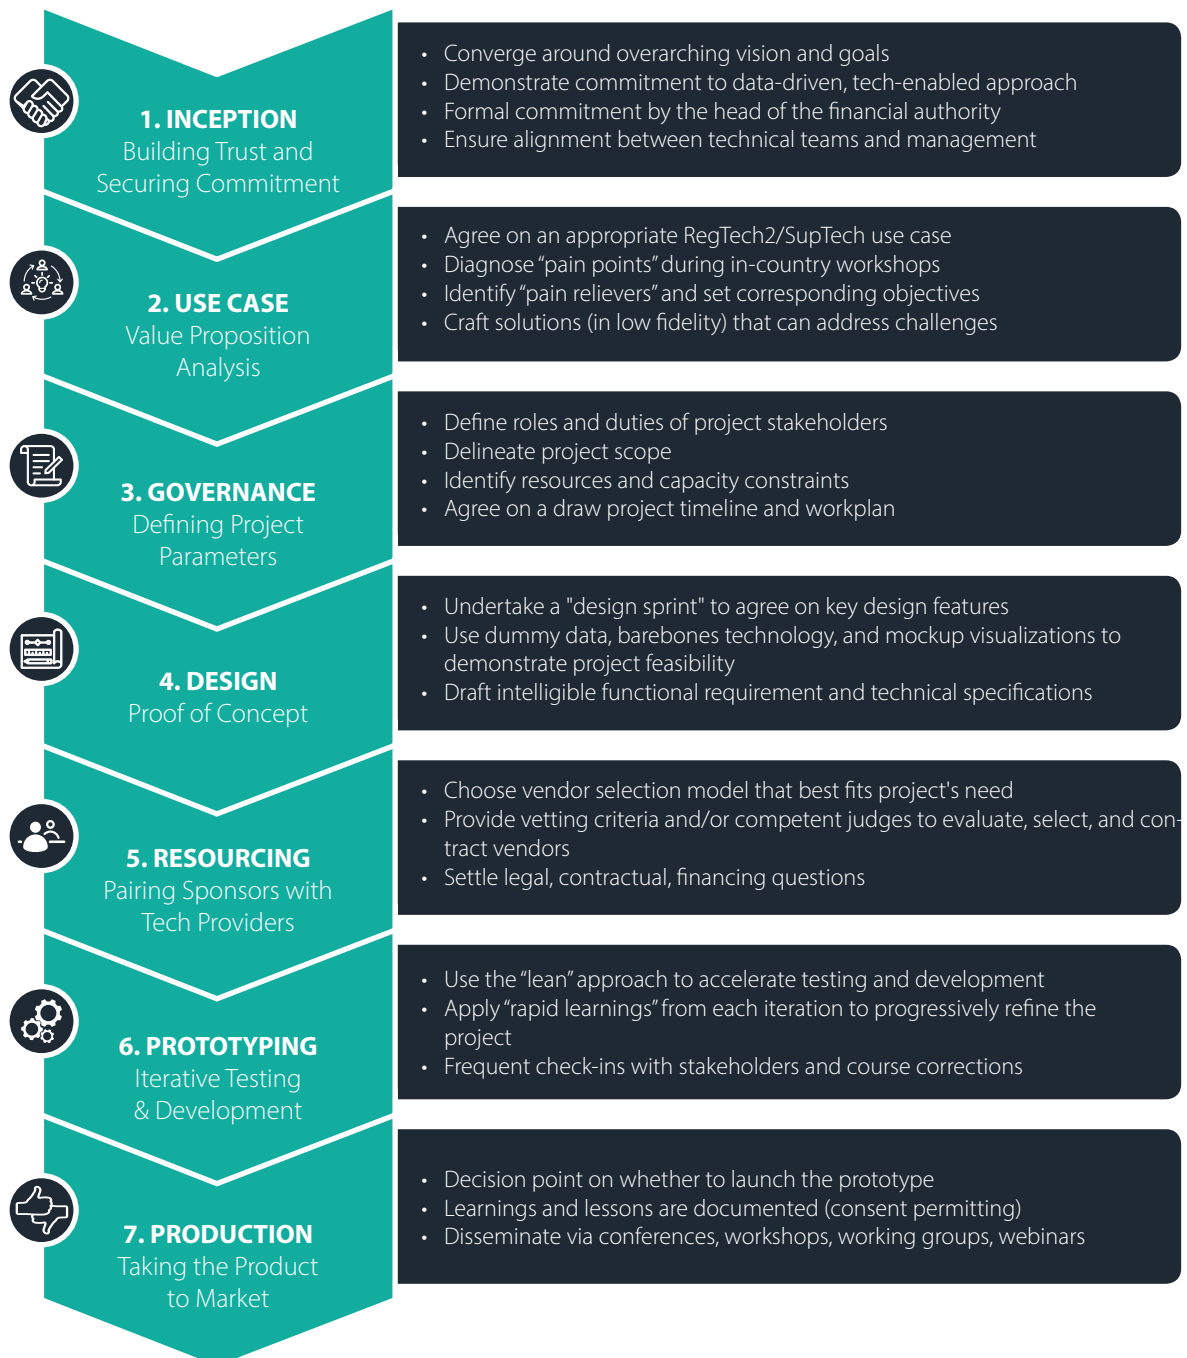 1. INCEPTION
Building Trust and
Securing Commitment
• Converge around overarching vision and goals
• Demonstrate commitment to data-driven, tech-enabled approach
• Formal commitment by the head of the financial authority
• Ensure alignment between technical teams and management
2. USE CASE
Value Proposition
Analysis
• Agree on an appropriate RegTech2/SupTech use case
• Diagnose “pain points” during in-country workshops
• Identify “pain relievers” and set corresponding objectives
• Craft solutions (in low fidelity) that can address challenges
3. GOVERNANCE
Defining Project
Parameters
• Define roles and duties of project stakeholders
• Delineate project scope
• Identify resources and capacity constraints
• Agree on a draw project timeline and workplan
4. DESIGN
Proof of Concept
• Undertake a "design sprint" to agree on key design features
• Use dummy data, barebones technology, and mockup visualizations to
demonstrate project feasibility
• Draft intelligible functional requirement and technical specifications
5. RESOURCING
Pairing Sponsors with
Tech Providers
• Choose vendor selection model that best fits project's need
• Provide vetting criteria and/or competent judges to evaluate, select, and con-
tract vendors
• Settle legal, contractual, financing questions
6. PROTOTYPING
Iterative Testing
& Development
• Use the “lean” approach to accelerate testing and development
• Apply “rapid learnings” from each iteration to progressively refine the
project
• Frequent check-ins with stakeholders and course corrections
7. PRODUCTION
Taking the Product
to Market
• Decision point on whether to launch the prototype
• Learnings and lessons are documented (consent permitting)
• Disseminate via conferences, workshops, working groups, webinars